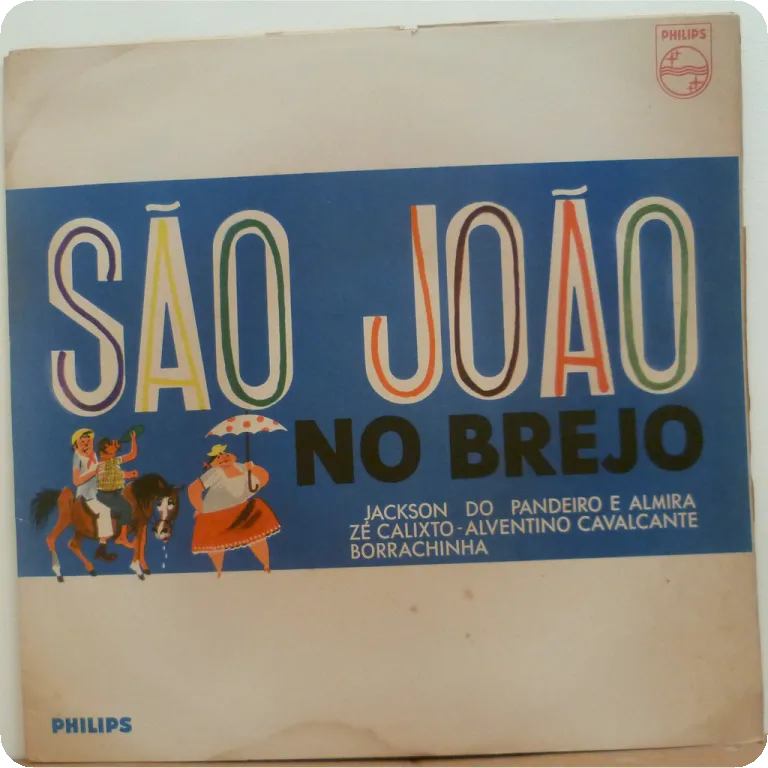 PHILIPS
SÃO JOÃO
NO BREJO
JACKSON DO PANDEIRO E ALMIRA
ZÉ CALIXTO - ALVENTINO CAVALCANTE
BORRACHINHA
PHILIPS